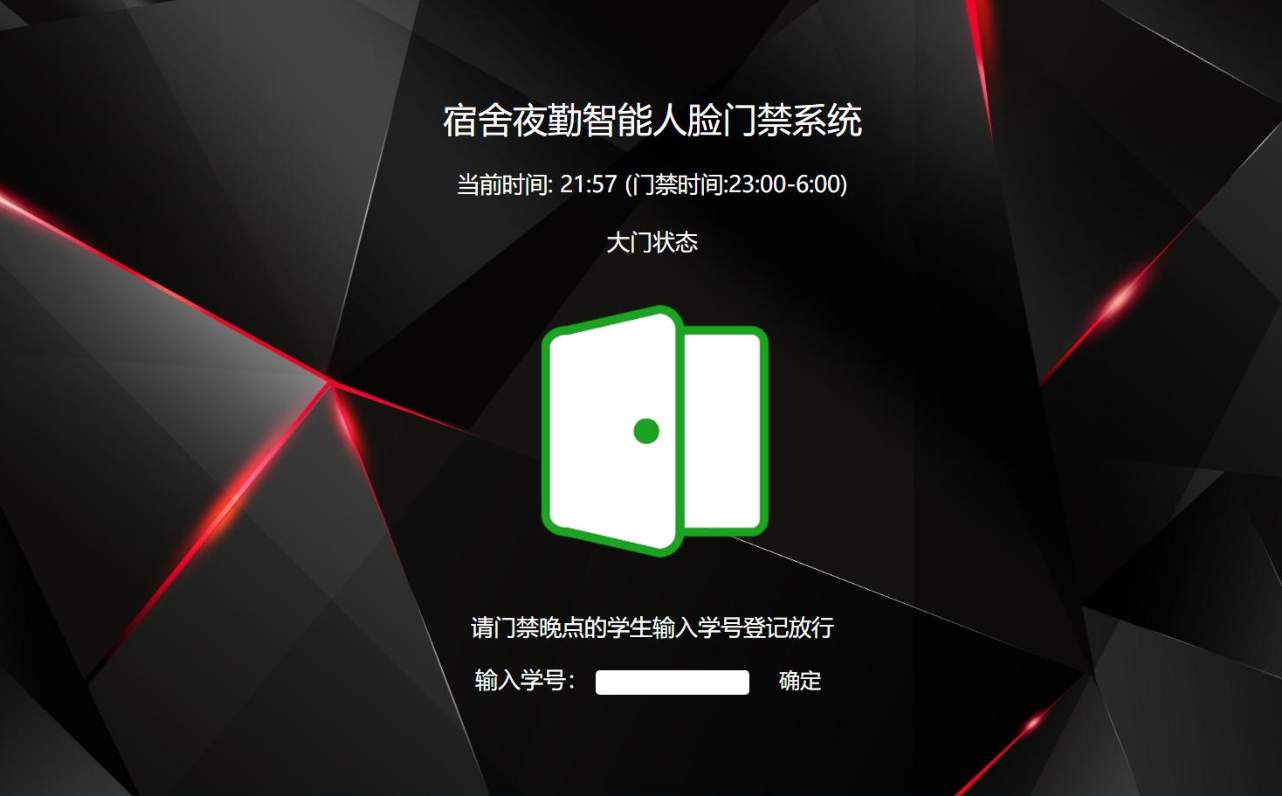 宿舍夜勤智能人脸门禁系统
当前时间: 21:57 (门禁时间:23:00-6:00)
大门状态
请门禁晚点的学生输入学号登记放行
输入学号： 确定